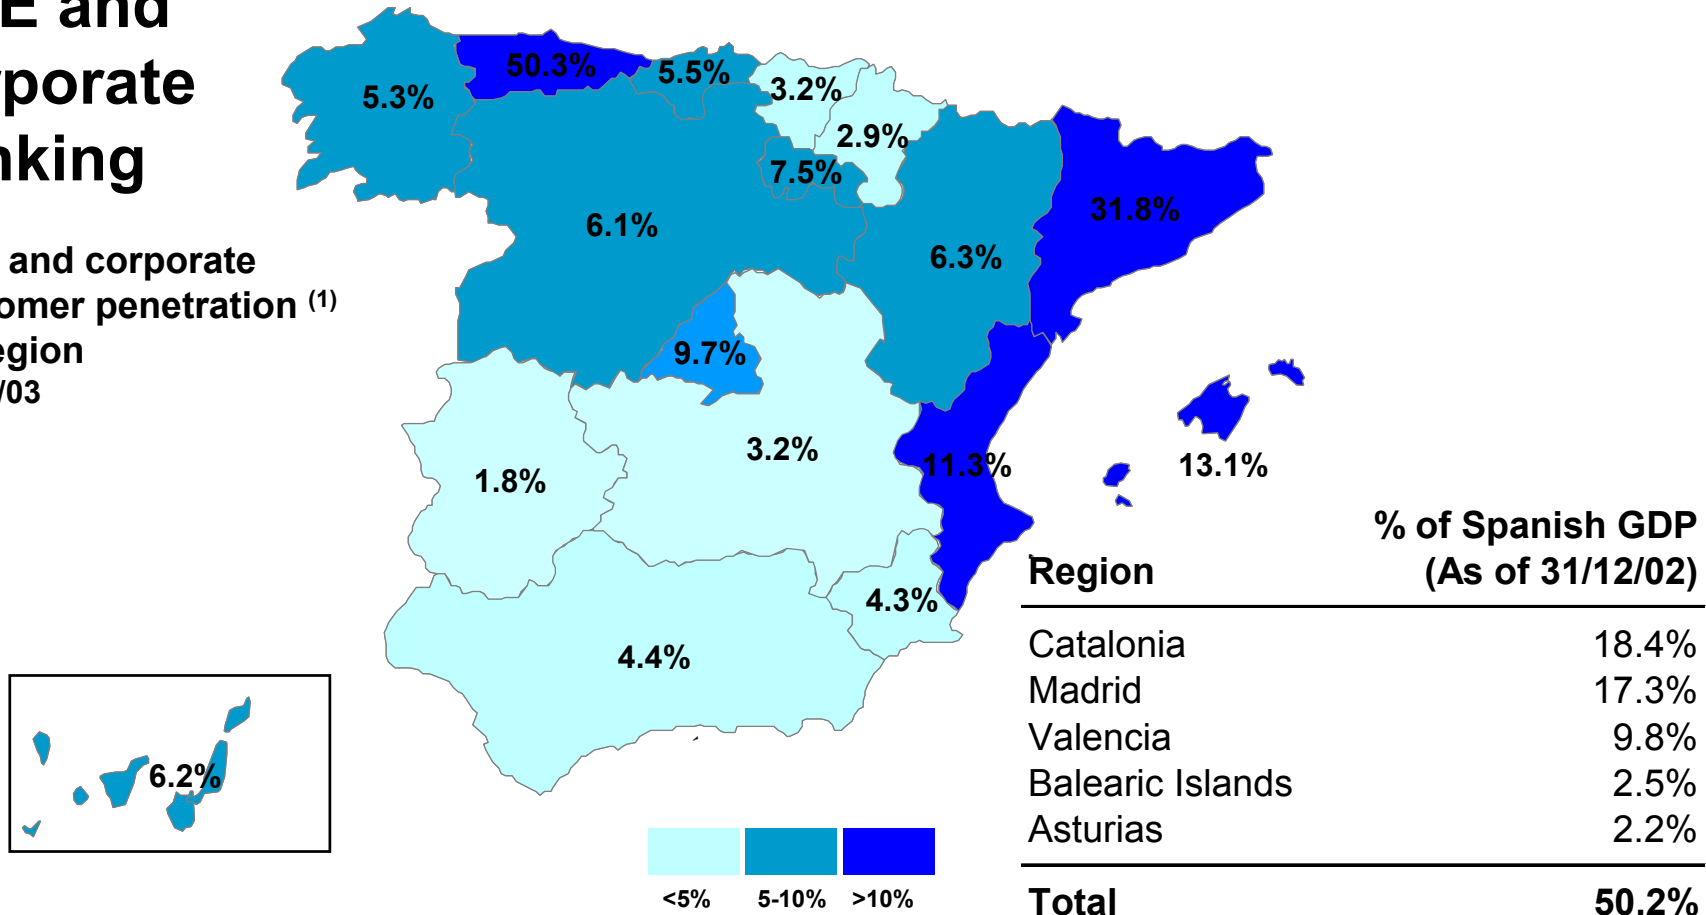 E and
porate
nking
and corporate
omer penetration (1)
egion
/03
50.3%
5.5%
5.3%
3.2%
2.9%
7.5%
31.8%
6.1%
6.3%
9.7%
3.2%
11.3%
13.1%
1.8%
4.3%
4.4%
6.2%
<5% 5-10% >10%
% of Spanish GDP
Region (As of 31/12/02)
Catalonia 18.4%
Madrid 17.3%
Valencia 9.8%
Balearic Islands 2.5%
Asturias 2.2%
Total 50.2%